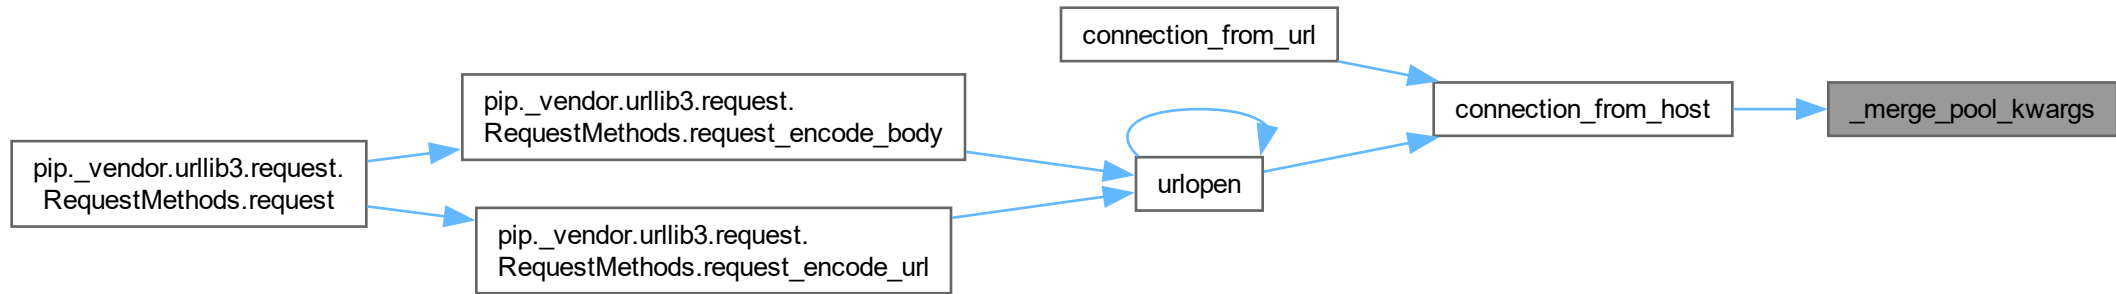 connection_from_url
pip._vendor.urllib3.request.
RequestMethods.request_encode_body
connection_from_host
_merge_pool_kwargs
pip._vendor.urllib3.request.
RequestMethods.request
urlopen
pip._vendor.urllib3.request.
RequestMethods.request_encode_url